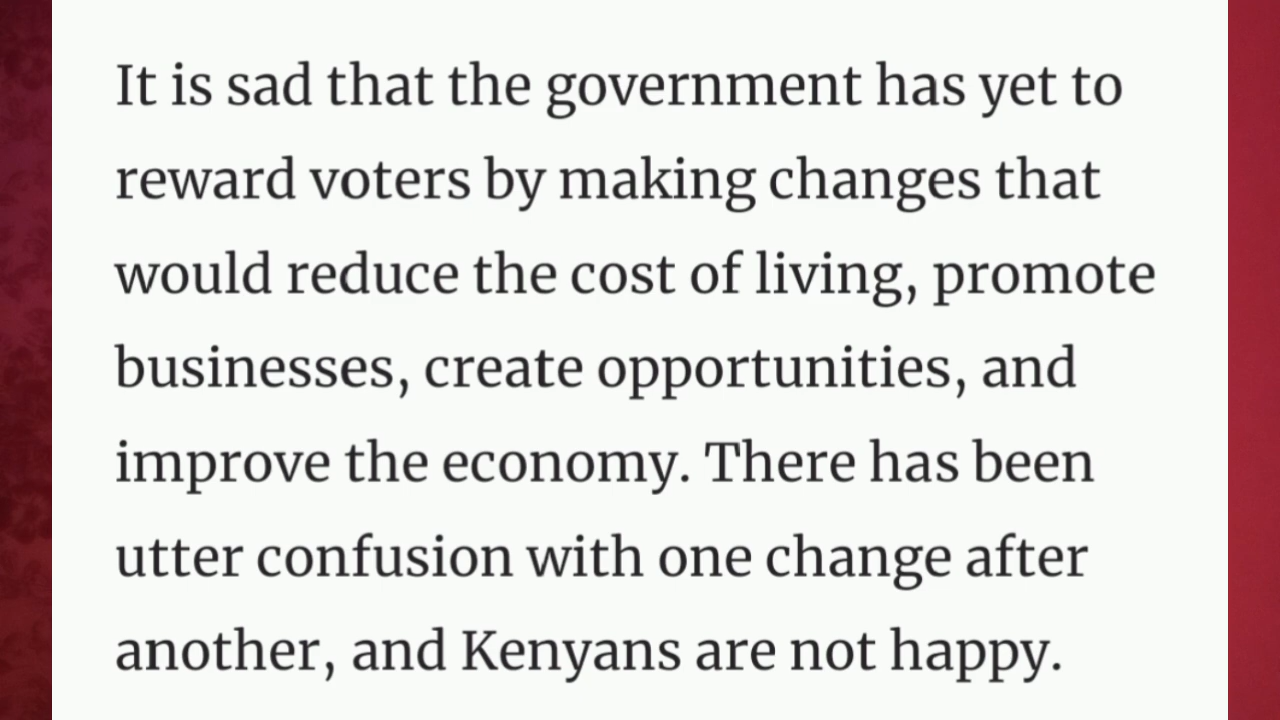 It is sad that the government has yet to
reward voters by making changes that
would reduce the cost of living, promote
businesses, create opportunities, and
improve the economy. There has been
utter confusion with one change after
another, and Kenyans are not happy.